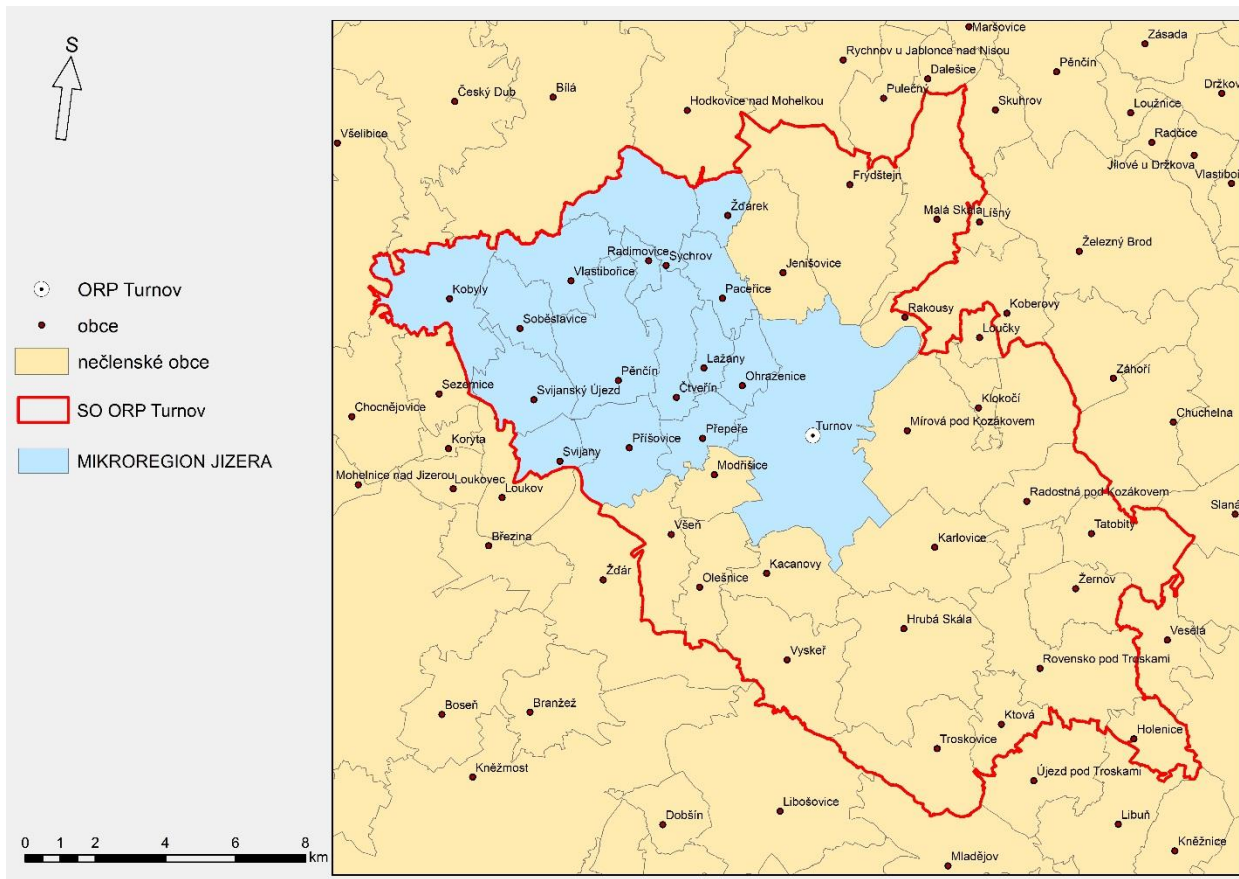 S
ORP Turnov
obce
nečlenské obce
SO ORP Turnov
MIKROREGION JIZERA
0 1 2 4 6 8
km
Maršovice
Zásada
Rychnov u Jablonce nad Nisou
Pěnčín
Dalešice
Držkov
Pulečný
Český Dub
Bílá
Hodkovice nad Mohelkou
Skuhrov
Loužnice
Všelibice
Radčice
Jílové u Držkova
Vlastiboř
Frýdštejn
Žďárek
Malá Skála
Líšný
Železný Brod
Radimovice
Sychrov
Jenišovice
Vlastibořice
Kobyly
Paceřice
Rakousy
Koberovy
Soběslavice
Loučky
Lažany
Záhoří
Pěnčín
Ohrazenice
Sezemice
Svijanský Újezd
Čtveřín
Klokočí
Chocnějovice
Chuchelna
Turnov
Mírová pod Kozákovem
Koryta
Příšovice
Přepeře
Svijany
Modřišice
Mohelnice nad Jizerou
Loukovec
Loukov
Radostná pod Kozákovem
Slaná
Všeň
Tatobity
Březina
Karlovice
Žďár
Olešnice
Kacanovy
Žernov
Hrubá Skála
Veselá
Vyskeř
Rovensko pod Troskami
Boseň
Branžež
Ktová
Holenice
Troskovice
Kněžmost
Újezd pod Troskami
Libošovice
Dobšín
Libuň
Kněžnice
Mladějov